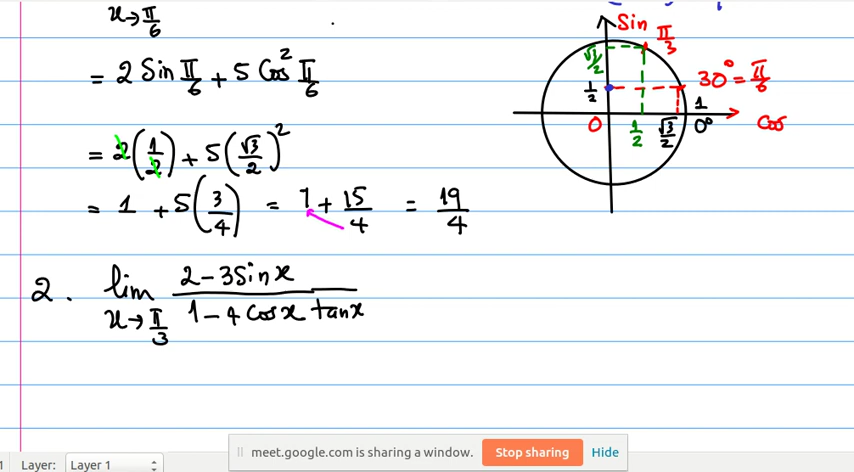 x→π/6
= 2 Sin π/6 + 5 Cos² π/6
= 2(1/2) + 5(√3/2)²
= 1 + 5(3/4) = 1 + 15/4 = 19/4
2. lim x→π/3 (2-3Sin x)/(1-4 Cos x tan x)
Sin
π/3
√3/2
30° = π/6
1/2
1
0
1/2
√3/2
0°
Cos
Layer: Layer 1
meet.google.com is sharing a window. Stop sharing Hide